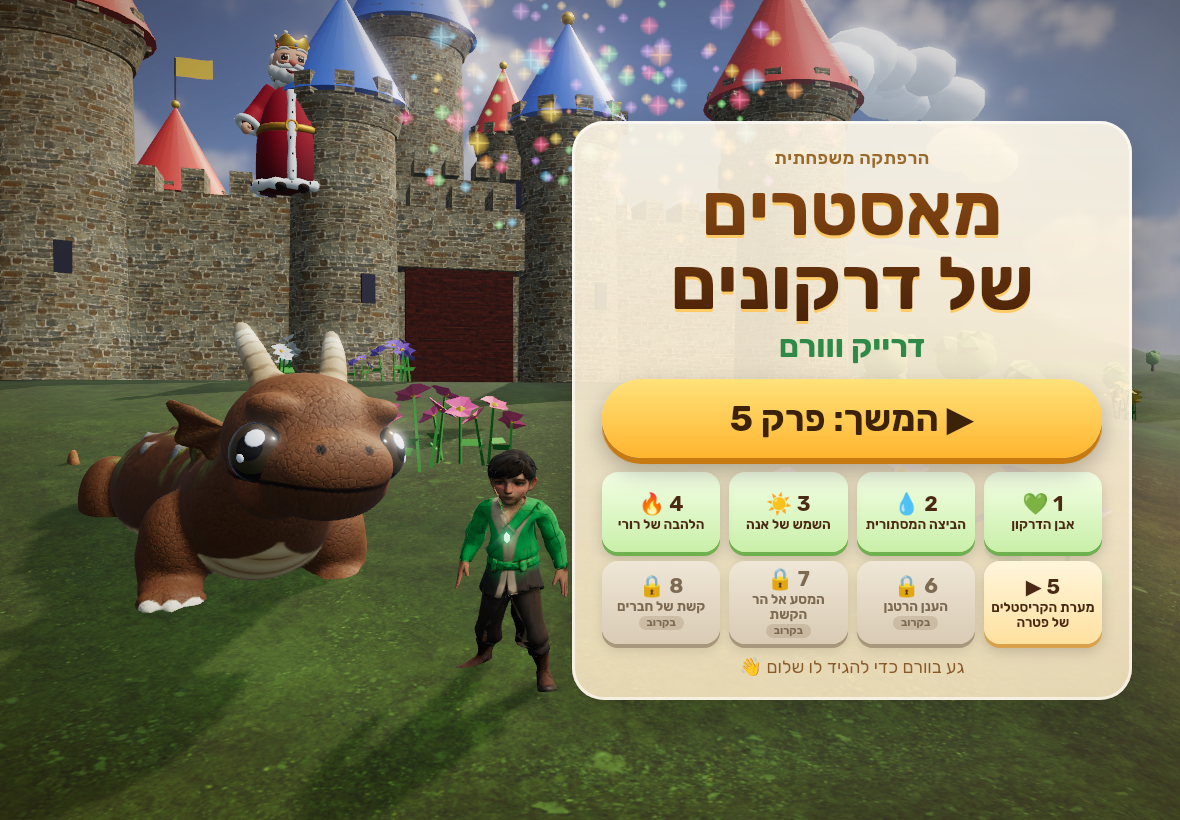 הרפתקה משפחתית
מאסטרים
של דרקונים
דרייק ווורם
▶ המשך: פרק 5
1 💚
אבן הדרקון
2 💧
הביצה המסתורית
3 ☀️
השמש של אנה
4 🔥
הלהבה של רורי
5 ▶
מערת הקריסטלים
של פטרה
6 🔒
הענן הרטגן
בקרוב
7 🔒
המסע אל הר
הקשת
בקרוב
8 🔒
קשת של חברים
בקרוב
גע בוורם כדי להגיד לו שלום 👋